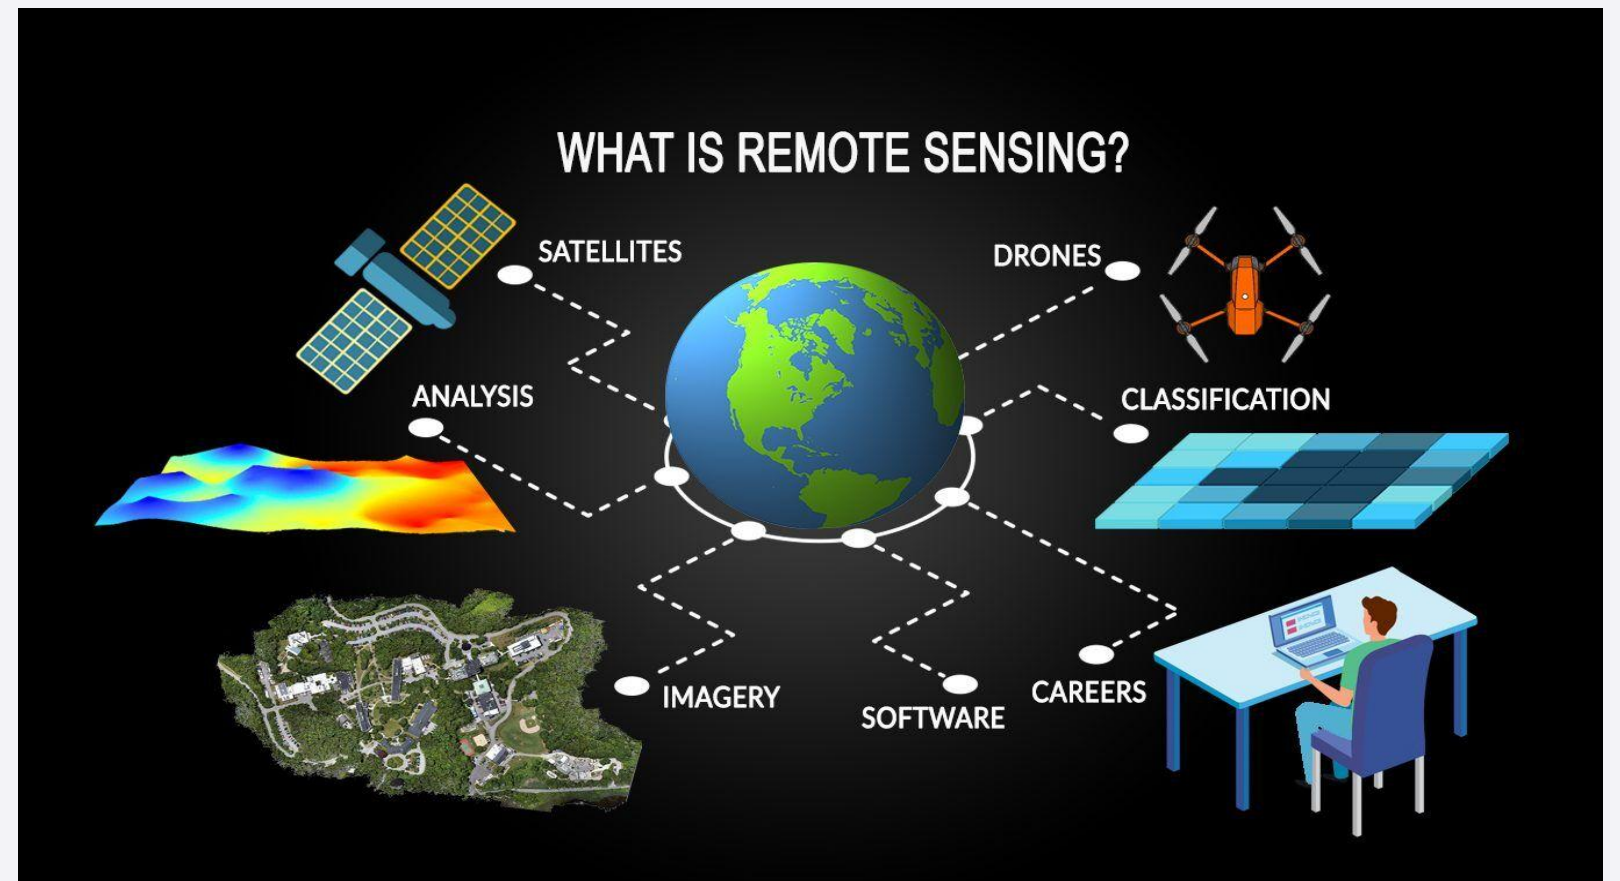 WHAT IS REMOTE SENSING?
SATELLITES
DRONES
ANALYSIS
CLASSIFICATION
IMAGERY
SOFTWARE
CAREERS